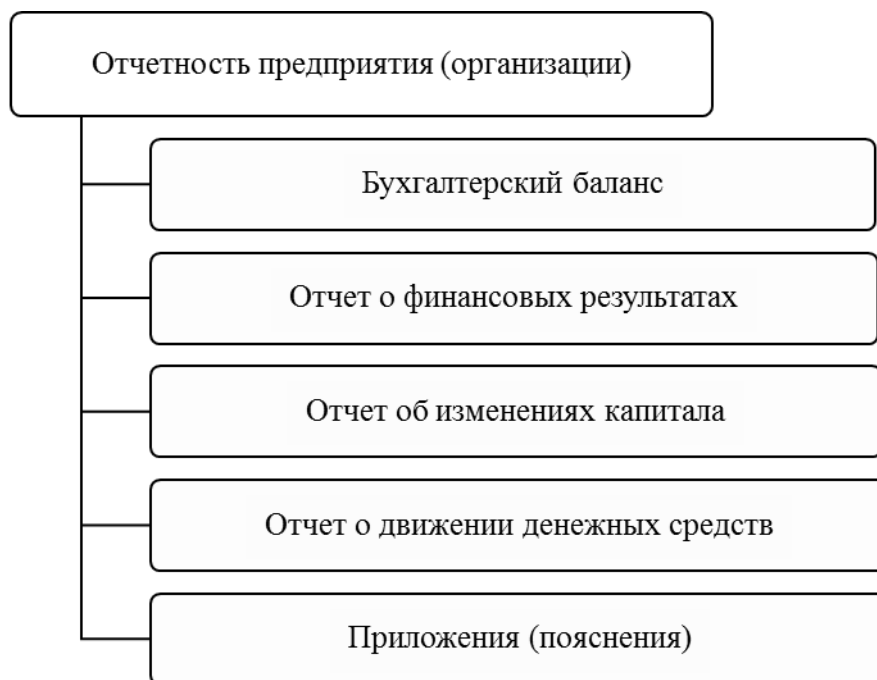 Отчетность предприятия (организации)
Бухгалтерский баланс
Отчет о финансовых результатах
Отчет об изменениях капитала
Отчет о движении денежных средств
Приложения (пояснения)